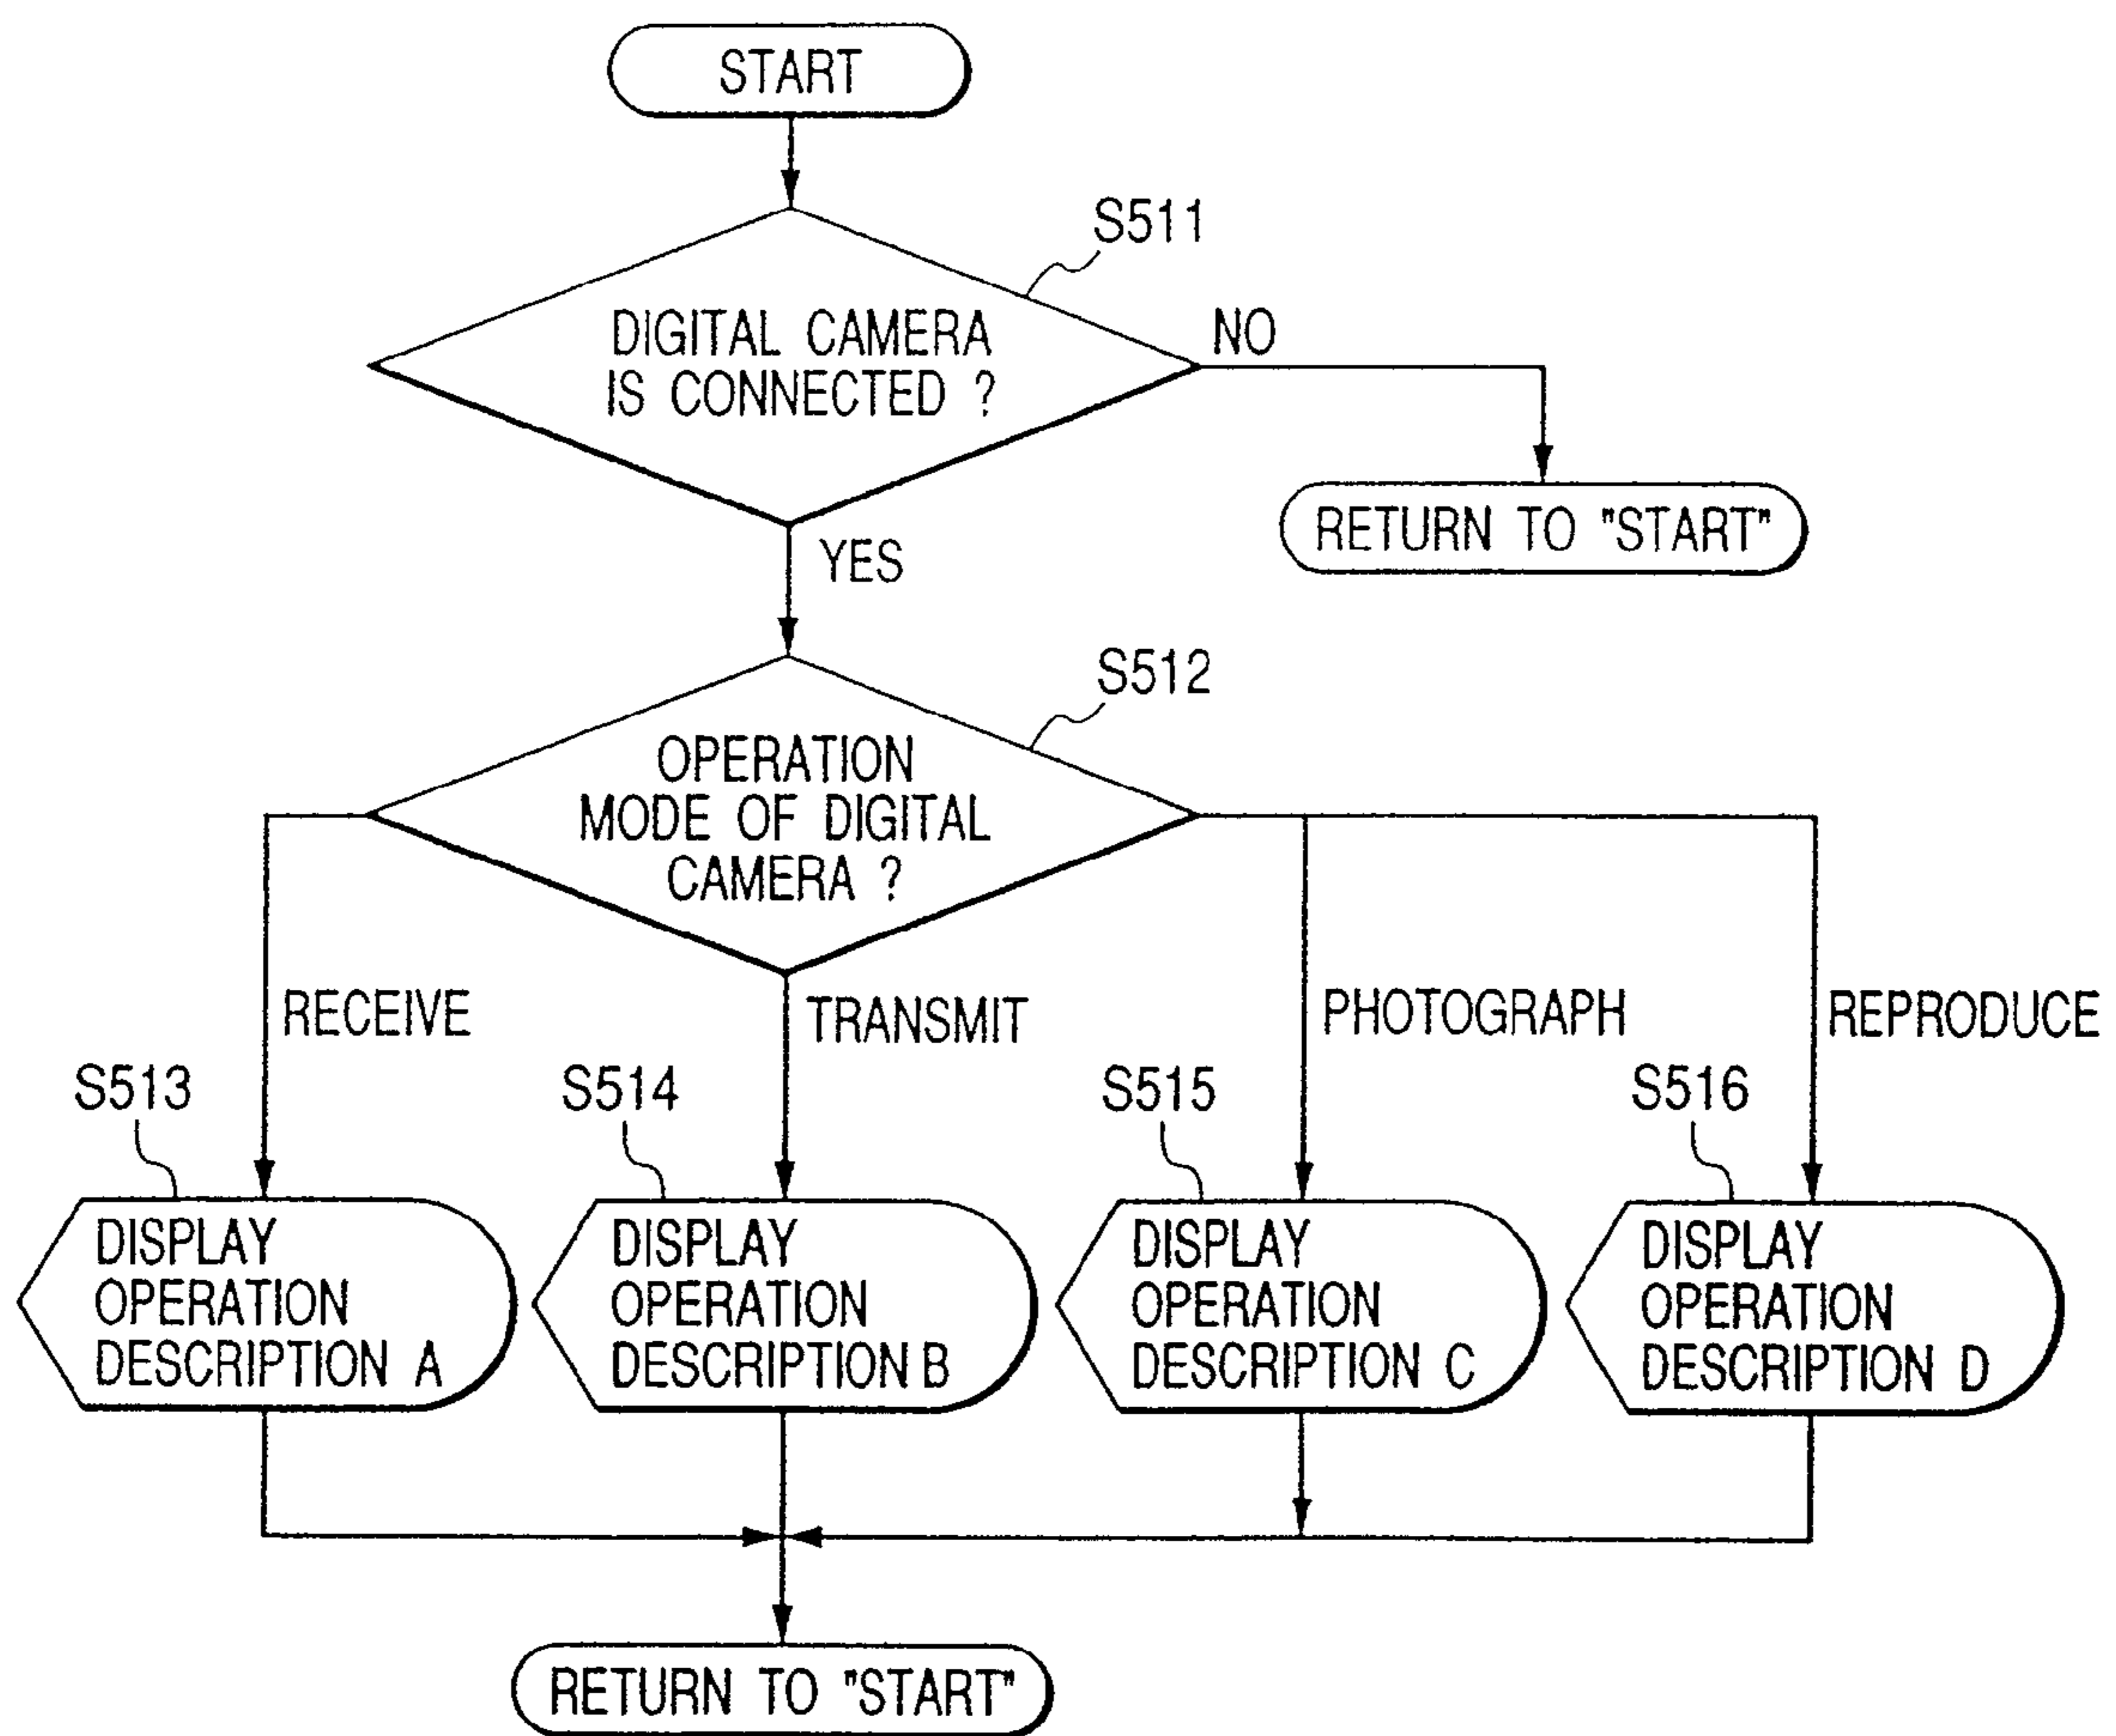 START
S511
DIGITAL CAMERA
IS CONNECTED ?
NO
RETURN TO "START"
YES
S512
OPERATION
MODE OF DIGITAL
CAMERA ?
RECEIVE
TRANSMIT
PHOTOGRAPH
REPRODUCE
S513
S514
S515
S516
DISPLAY
OPERATION
DESCRIPTION A
DISPLAY
OPERATION
DESCRIPTION B
DISPLAY
OPERATION
DESCRIPTION C
DISPLAY
OPERATION
DESCRIPTION D
RETURN TO "START"